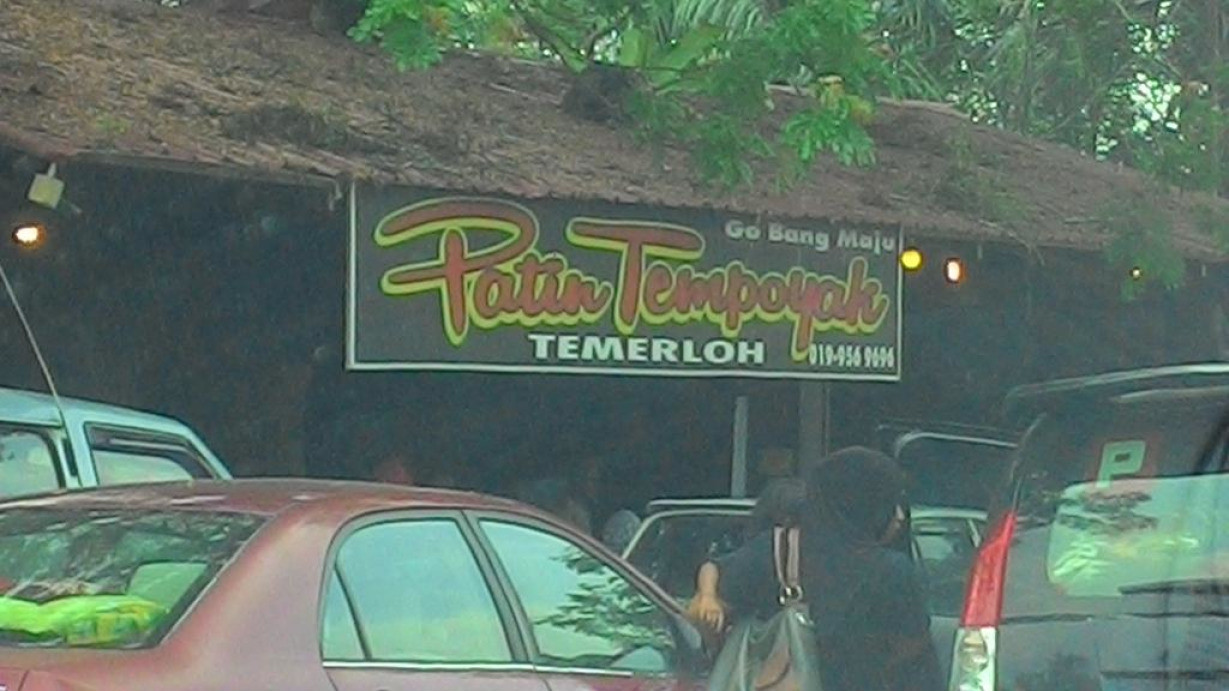 Go Bang Maju
Patin Tempoyak
TEMERLOH
019-956 9696
P